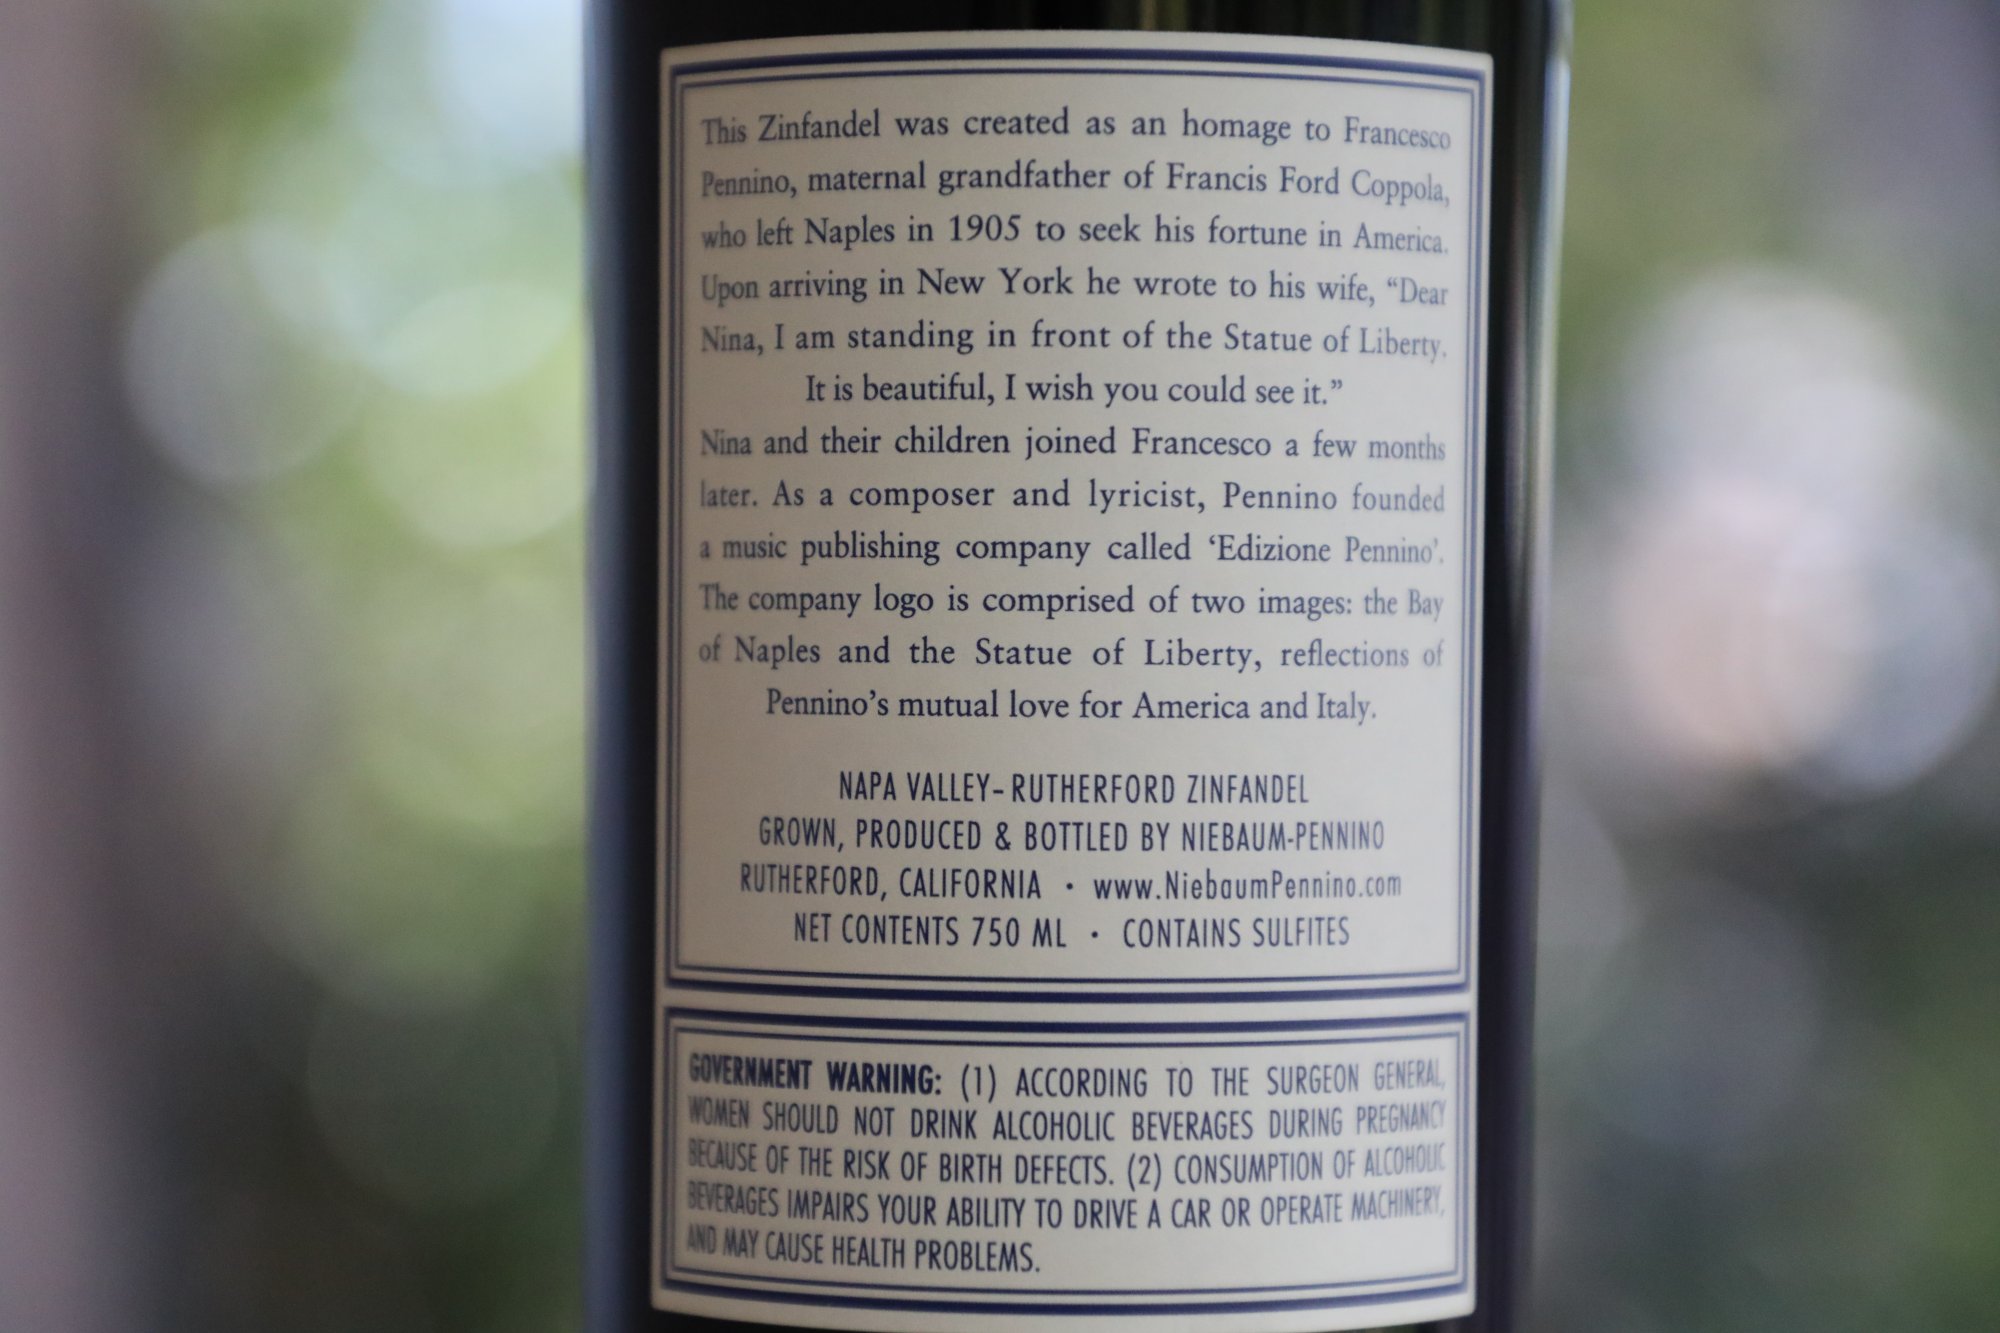 This Zinfandel was created as an homage to Francesco
Pennino, maternal grandfather of Francis Ford Coppola,
who left Naples in 1905 to seek his fortune in America.
Upon arriving in New York he wrote to his wife, “Dear
Nina, I am standing in front of the Statue of Liberty.
It is beautiful, I wish you could see it.”
Nina and their children joined Francesco a few months
later. As a composer and lyricist, Pennino founded
a music publishing company called ‘Edizione Pennino’.
The company logo is comprised of two images: the Bay
of Naples and the Statue of Liberty, reflections of
Pennino’s mutual love for America and Italy.
NAPA VALLEY–RUTHERFORD ZINFANDEL
GROWN, PRODUCED & BOTTLED BY NIEBAUM-PENNINO
RUTHERFORD, CALIFORNIA · www.NiebaumPennino.com
NET CONTENTS 750 ML · CONTAINS SULFITES
GOVERNMENT WARNING: (1) ACCORDING TO THE SURGEON GENERAL,
WOMEN SHOULD NOT DRINK ALCOHOLIC BEVERAGES DURING PREGNANCY
BECAUSE OF THE RISK OF BIRTH DEFECTS. (2) CONSUMPTION OF ALCOHOLIC
BEVERAGES IMPAIRS YOUR ABILITY TO DRIVE A CAR OR OPERATE MACHINERY,
AND MAY CAUSE HEALTH PROBLEMS.